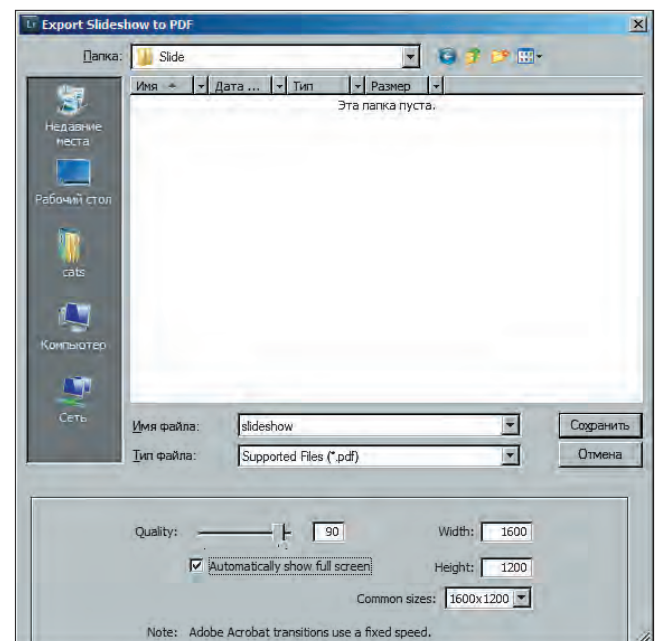 Lr Export Slideshow to PDF
Папка: Slide
Имя Дата ... Тип Размер
Эта папка пуста.
Недавние места
Рабочий стол
cats
Компьютер
Сеть
Имя файла: slideshow Сохранить
Тип файла: Supported Files (*.pdf) Отмена
Quality: 90 Width: 1600
Automatically show full screen Height: 1200
Common sizes: 1600x1200
Note: Adobe Acrobat transitions use a fixed speed.